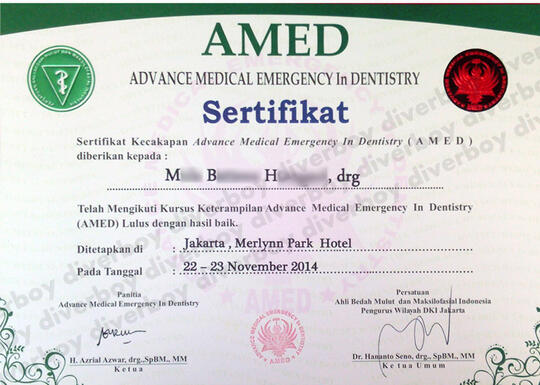 AMED
ADVANCE MEDICAL EMERGENCY In DENTISTRY
Sertifikat
Sertifikat Kecakapan Advance Medical Emergency In Dentistry ( A M E D )
diberikan kepada :
, drg
Telah Mengikuti Kursus Keterampilan Advance Medical Emergency In Dentistry
(AMED) Lulus dengan hasil baik.
Ditetapkan di : Jakarta , Merlynn Park Hotel
Pada Tanggal : 22 – 23 November 2014
AMED
Panitia
Advance Medical Emergency In Dentistry
H. Azrial Azwar, drg.,SpBM., MM
K e t u a
Persatuan
Ahli Bedah Mulut dan Maksilofasial Indonesia
Pengurus Wilayah DKI Jakarta
Dr. Hananto Seno, drg., SpBM., MM
K e t u a U m u m
diverboy